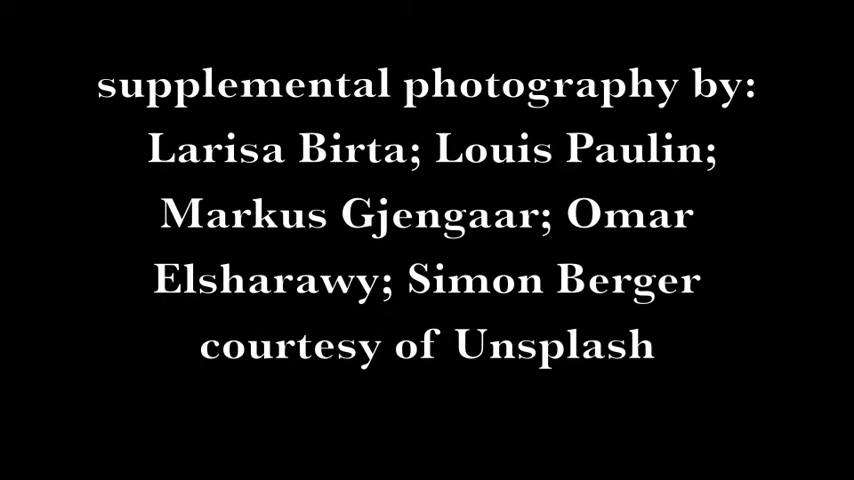 supplemental photography by:
Larisa Birta; Louis Paulin;
Markus Gjengaar; Omar
Elsharawy; Simon Berger
courtesy of Unsplash